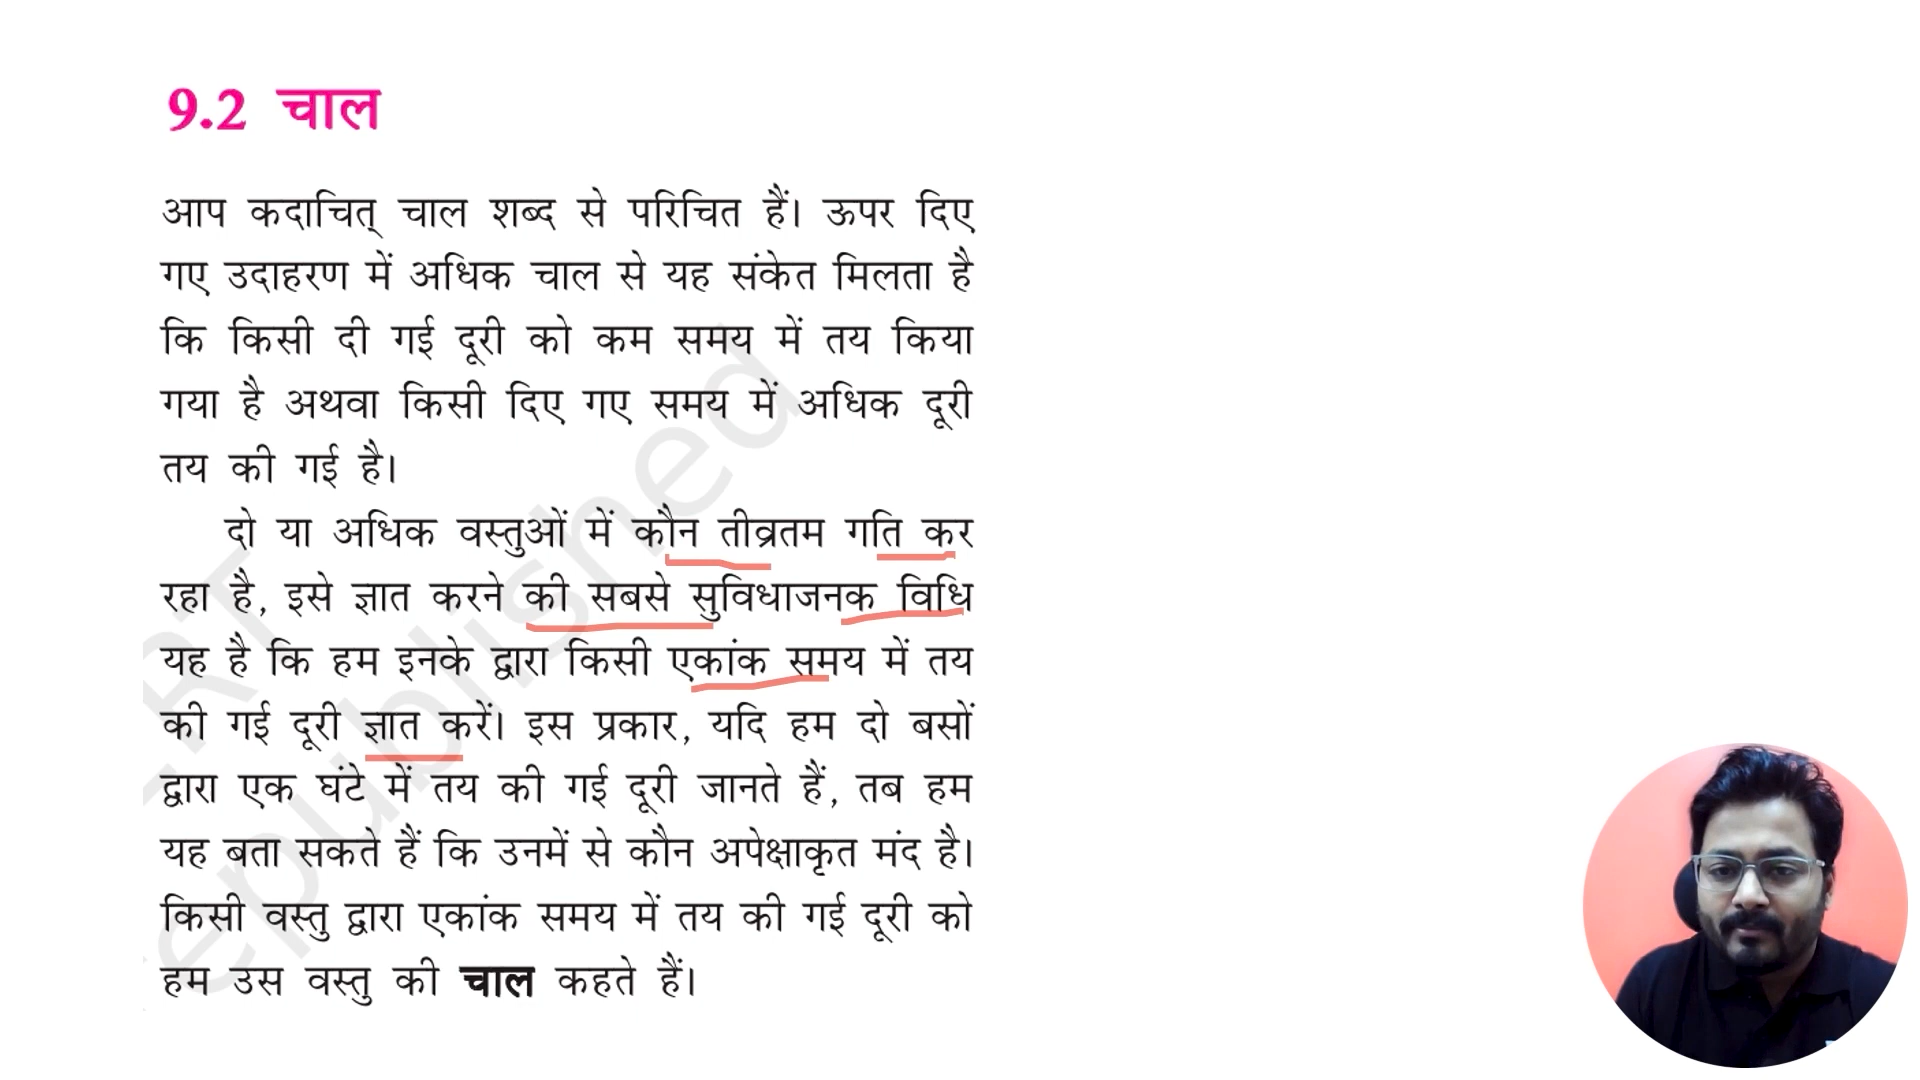 9.2 चाल
आप कदाचित् चाल शब्द से परिचित हैं। ऊपर दिए
गए उदाहरण में अधिक चाल से यह संकेत मिलता है
कि किसी दी गई दूरी को कम समय में तय किया
गया है अथवा किसी दिए गए समय में अधिक दूरी
तय की गई है।
दो या अधिक वस्तुओं में कौन तीव्रतम गति कर
रहा है, इसे ज्ञात करने की सबसे सुविधाजनक विधि
यह है कि हम इनके द्वारा किसी एकांक समय में तय
की गई दूरी ज्ञात करें। इस प्रकार, यदि हम दो बसों
द्वारा एक घंटे में तय की गई दूरी जानते हैं, तब हम
यह बता सकते हैं कि उनमें से कौन अपेक्षाकृत मंद है।
किसी वस्तु द्वारा एकांक समय में तय की गई दूरी को
हम उस वस्तु की चाल कहते हैं।
RT
epublished